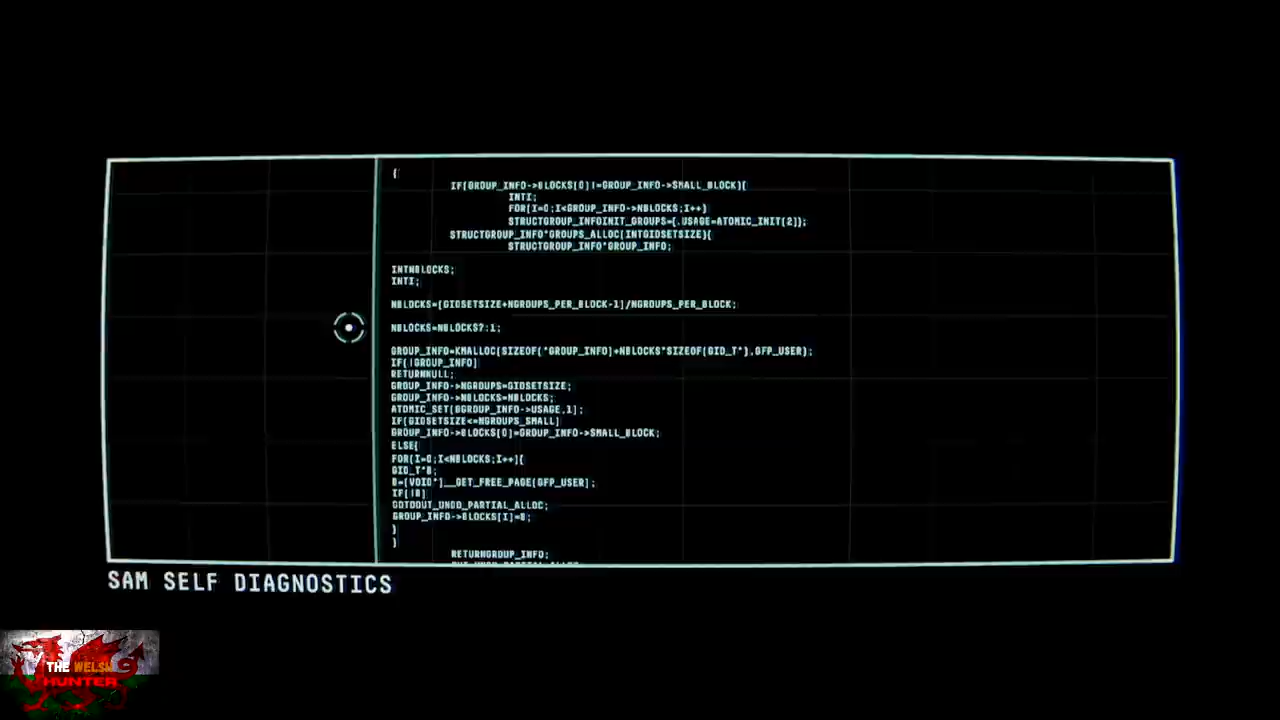 {
IF(GROUP_INFO->BLOCKS[0]!=GROUP_INFO->SMALL_BLOCK){
INTI;
FOR(I=0;I<GROUP_INFO->NBLOCKS;I++)
STRUCTGROUP_INFOINIT_GROUPS={.USAGE=ATOMIC_INIT(2)};
STRUCTGROUP_INFO*GROUPS_ALLOC(INTGIDSETSIZE){
STRUCTGROUP_INFO*GROUP_INFO;
INTNBLOCKS;
INTI;
NBLOCKS=(GIDSETSIZE+NGROUPS_PER_BLOCK-1)/NGROUPS_PER_BLOCK;
NBLOCKS=NBLOCKS?:1;
GROUP_INFO=KMALLOC(SIZEOF(*GROUP_INFO)+NBLOCKS*SIZEOF(GID_T*),GFP_USER);
IF(!GROUP_INFO)
RETURNNULL;
GROUP_INFO->NGROUPS=GIDSETSIZE;
GROUP_INFO->NBLOCKS=NBLOCKS;
ATOMIC_SET(&GROUP_INFO->USAGE,1);
IF(GIDSETSIZE<=NGROUPS_SMALL)
GROUP_INFO->BLOCKS[0]=GROUP_INFO->SMALL_BLOCK;
ELSE{
FOR(I=0;I<NBLOCKS;I++){
GID_T*B;
B=(VOID*)__GET_FREE_PAGE(GFP_USER);
IF(!B)
GOTOOUT_UNDO_PARTIAL_ALLOC;
GROUP_INFO->BLOCKS[I]=B;
}
}
RETURNGROUP_INFO;
SAM SELF DIAGNOSTICS
THE WELSH
HUNTER